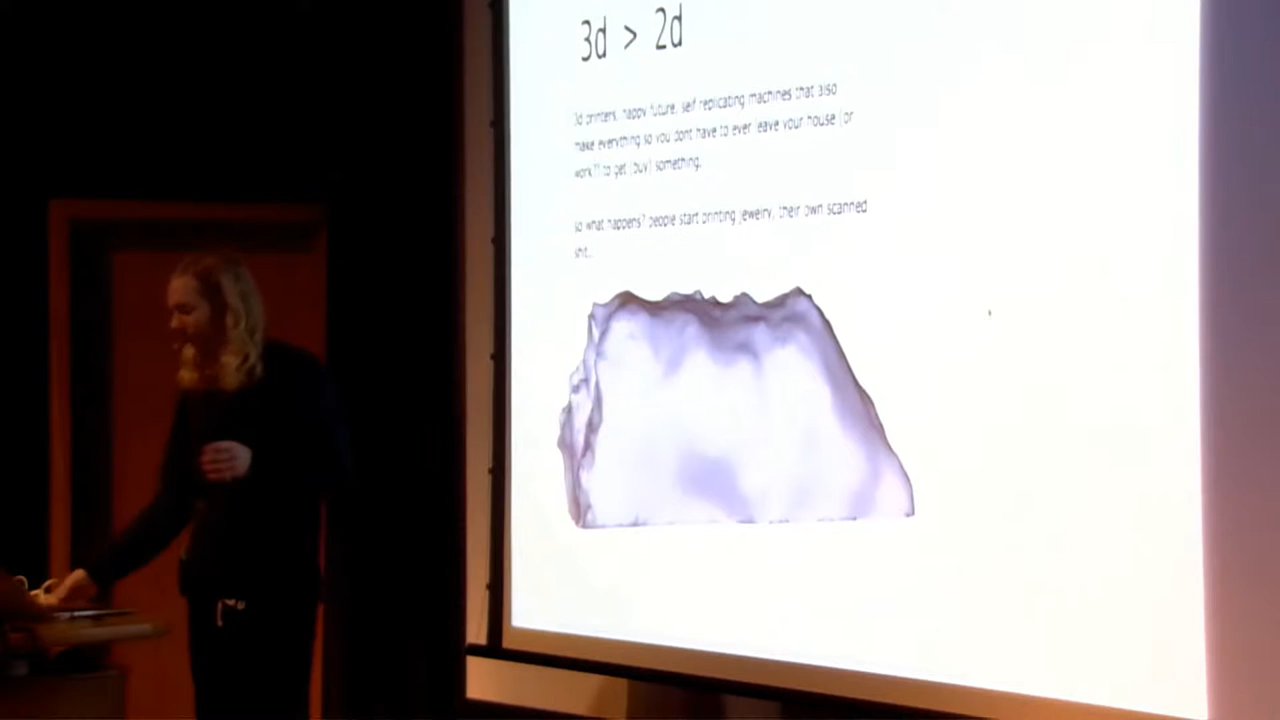 3d > 2d
3d printers, happy future, self replicating machines that also
make everything so you dont have to ever leave your house (or
work?) to get (buy) something.
so what happens? people start printing jewelry, their own scanned
shit...